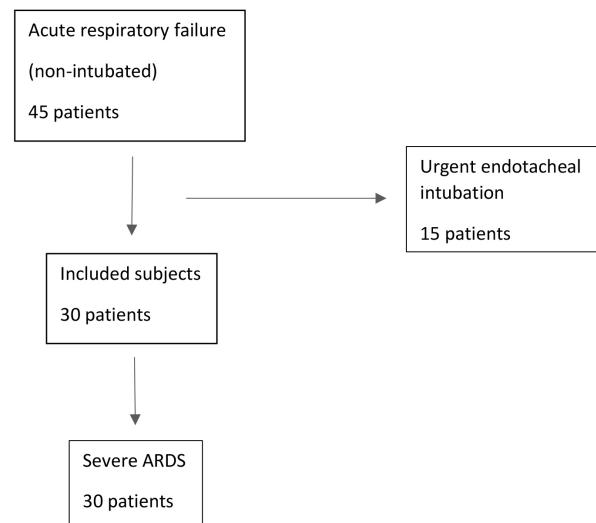 Acute respiratory failure
(non-intubated)
45 patients
Urgent endotacheal
intubation
15 patients
Included subjects
30 patients
Severe ARDS
30 patients